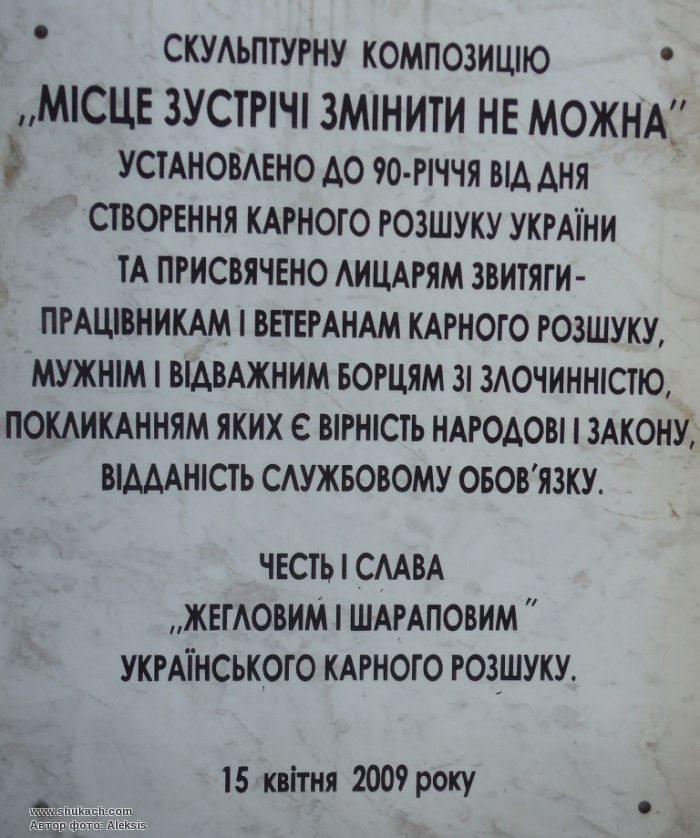 СКУЛЬПТУРНУ КОМПОЗИЦІЮ
,,МІСЦЕ ЗУСТРІЧІ ЗМІНИТИ НЕ МОЖНА"
УСТАНОВЛЕНО ДО 90-РІЧЧЯ ВІД ДНЯ
СТВОРЕННЯ КАРНОГО РОЗШУКУ УКРАЇНИ
ТА ПРИСВЯЧЕНО ЛИЦАРЯМ ЗВИТЯГИ-
ПРАЦІВНИКАМ І ВЕТЕРАНАМ КАРНОГО РОЗШУКУ,
МУЖНІМ І ВІДВАЖНИМ БОРЦЯМ ЗІ ЗЛОЧИННІСТЮ,
ПОКЛИКАННЯМ ЯКИХ Є ВІРНІСТЬ НАРОДОВІ І ЗАКОНУ,
ВІДДАНІСТЬ СЛУЖБОВОМУ ОБОВ'ЯЗКУ.
ЧЕСТЬ І СЛАВА
,,ЖЕГЛОВИМ І ШАРАПОВИМ"
УКРАЇНСЬКОГО КАРНОГО РОЗШУКУ.
15 квітня 2009 року
www.shukach.com
Автор фото: Aleksis